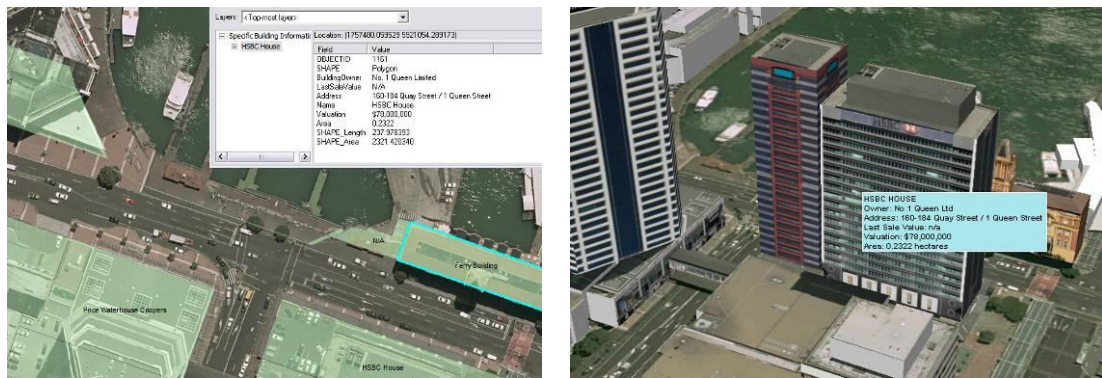 Layers: <Top-most layer>
Specific Building Informati
HSBC House
Location: (1757480.059529 5921054.289173)
Field Value
OBJECTID 1161
SHAPE Polygon
BuildingOwner No. 1 Queen Limited
LastSaleValue N/A
Address 160-184 Quay Street / 1 Queen Street
Name HSBC House
Valuation $78,000,000
Area 0.2322
SHAPE_Length 237.978393
SHAPE_Area 2321.420340
N/A
Ferry Building
Price Waterhouse Coopers
HSBC House
HSBC
HSBC HOUSE
Owner: No 1 Queen Ltd
Address: 160-184 Quay Street / 1 Queen Street
Last Sale Value: n/a
Valuation: $78,000,000
Area: 0.2322 hectares